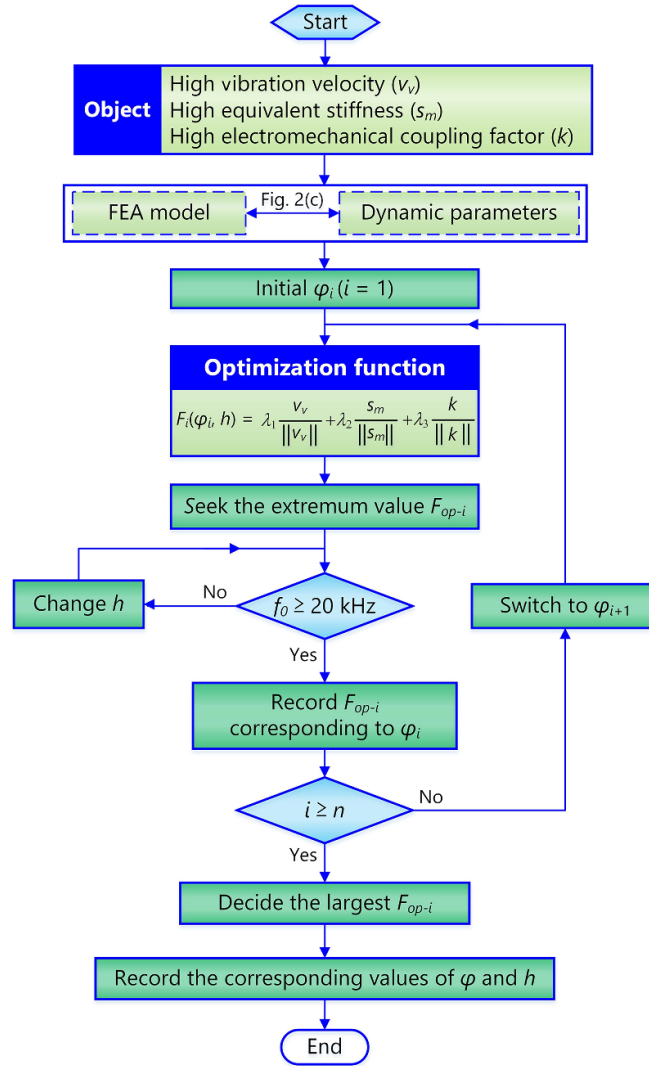 Start
Object
High vibration velocity (vᵥ)
High equivalent stiffness (sₘ)
High electromechanical coupling factor (k)
FEA model
Fig. 2(c)
Dynamic parameters
Initial φᵢ (i = 1)
Optimization function
Fᵢ(φᵢ, h) = λ₁ vᵥ/||vᵥ|| + λ₂ sₘ/||sₘ|| + λ₃ k/||k||
Seek the extremum value F_op-i
Change h
No
f₀ ≥ 20 kHz
Switch to φᵢ₊₁
Yes
Record F_op-i
corresponding to φᵢ
i ≥ n
No
Yes
Decide the largest F_op-i
Record the corresponding values of φ and h
End